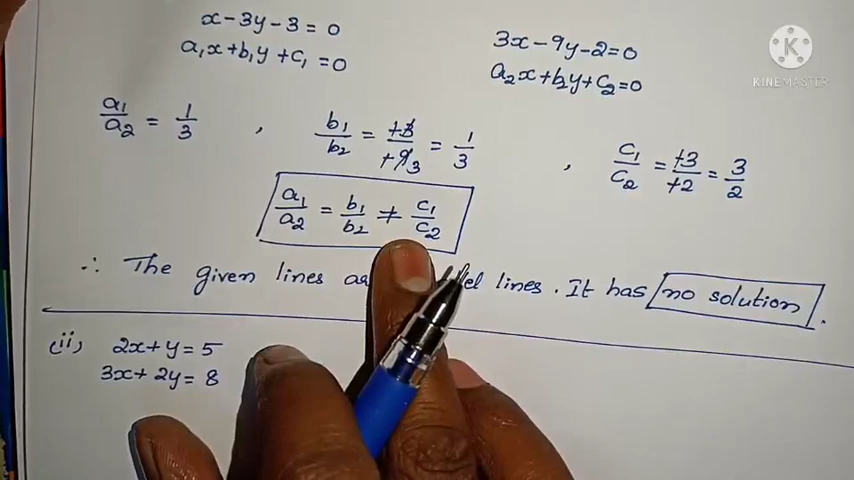 x - 3y - 3 = 0
a₁x + b₁y + c₁ = 0
3x - 9y - 2 = 0
a₂x + b₂y + c₂ = 0
K
KINEMASTER
a₁/a₂ = 1/3 , b₁/b₂ = +3/+9 3 = 1/3 , c₁/c₂ = +3/+2 = 3/2
a₁/a₂ = b₁/b₂ ≠ c₁/c₂
∴ The given lines lines . It has no solution .
(ii) 2x + y = 5
3x + 2y = 8